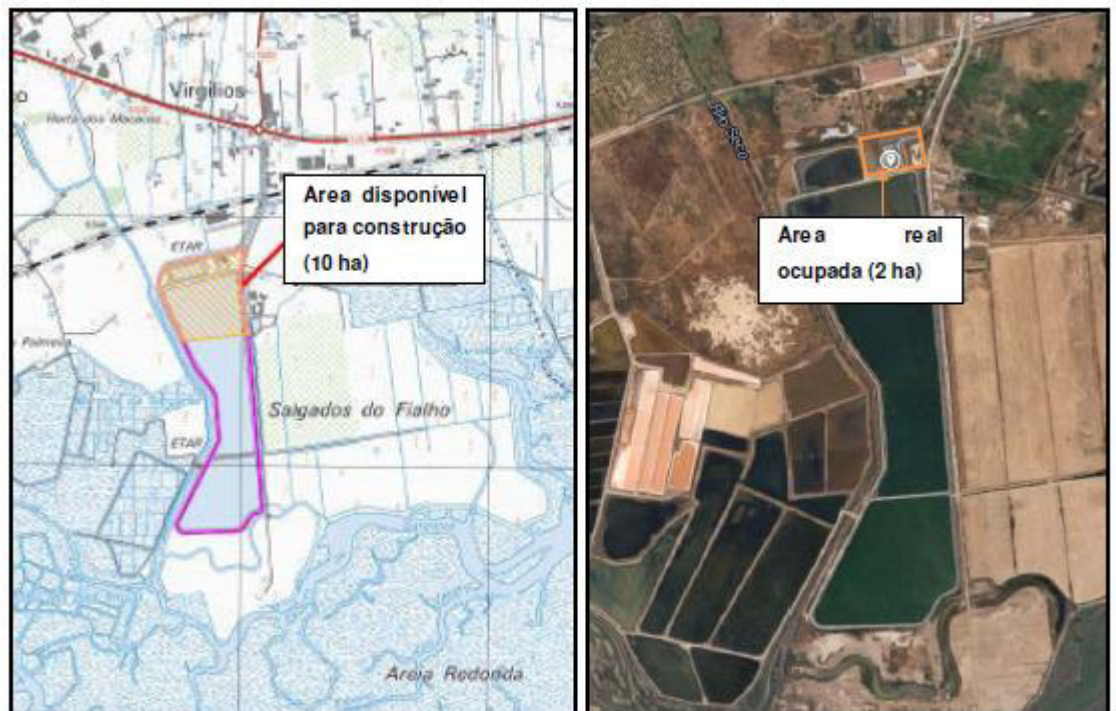 Virgílios
Horta dos Macacos
Area disponível
para construção
(10 ha)
ETAR
Palmeira
Salgados do Fialho
ETAR
Areia Redonda
Rio Seco
Area real
ocupada (2 ha)